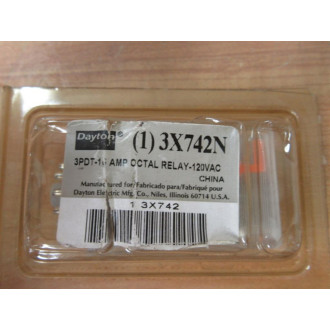 Dayton (1) 3X742N
3PDT- AMP OCTAL RELAY-120VAC
CHINA
Manufactured for/Fabricado para/Fabriqué pour
Dayton Electric Mfg. Co., Niles, Illinois 60714 U.S.A.
1 3X742